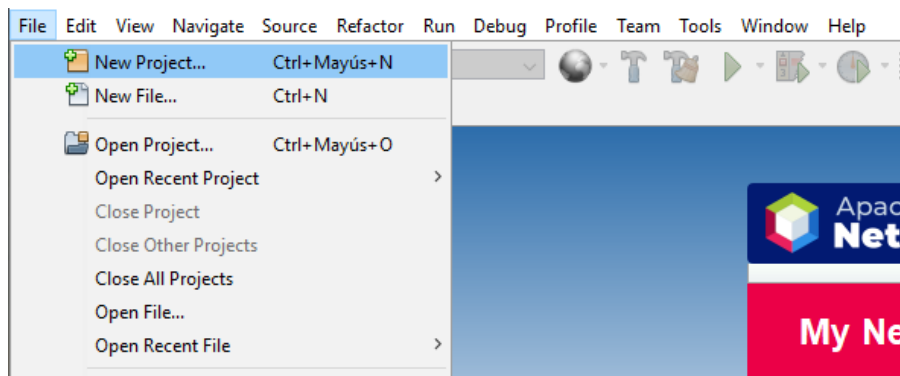 File Edit View Navigate Source Refactor Run Debug Profile Team Tools Window Help
New Project... Ctrl+Mayús+N
New File... Ctrl+N
Open Project... Ctrl+Mayús+O
Open Recent Project
Close Project
Close Other Projects
Close All Projects
Open File...
Open Recent File
Apac
Net
My Ne